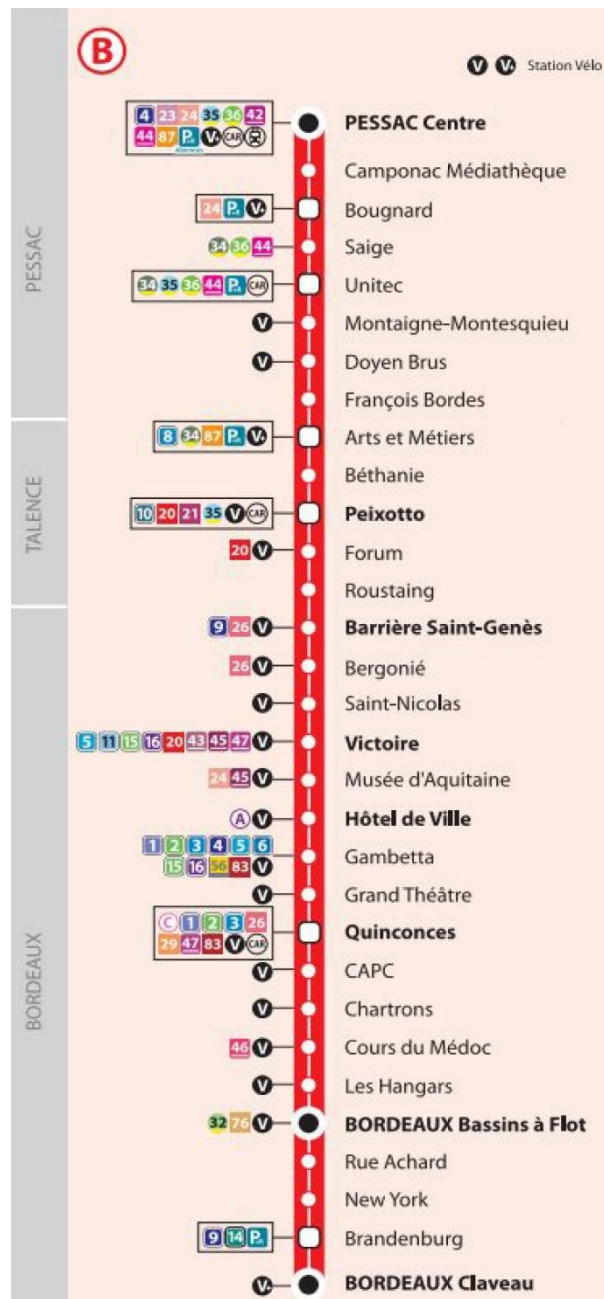 B
V V+ Station Vélo
4 23 24 35 36 42
PESSAC Centre
44 87 P+R V+ CAR
Camponac Médiathèque
24 P+R V+ Bougnard
34 36 44 Saige
34 35 36 44 P+R CAR Unitec
V Montaigne-Montesquieu
V Doyen Brus
François Bordes
8 34 87 P+R V+ Arts et Métiers
Béthanie
10 20 21 35 V CAR Peixotto
20 V Forum
Roustaing
9 26 V Barrière Saint-Genès
26 V Bergonié
V Saint-Nicolas
5 11 15 16 20 43 45 47 V Victoire
24 45 V Musée d'Aquitaine
A V Hôtel de Ville
1 2 3 4 5 6
15 16 56 83 V Gambetta
V Grand Théâtre
C 1 2 3 26
29 47 83 V CAR Quinconces
V CAPC
V Chartrons
46 V Cours du Médoc
V Les Hangars
32 76 V BORDEAUX Bassins à Flot
Rue Achard
New York
9 14 P+R Brandenburg
V+ BORDEAUX Claveau
PESSAC
TALENCE
BORDEAUX